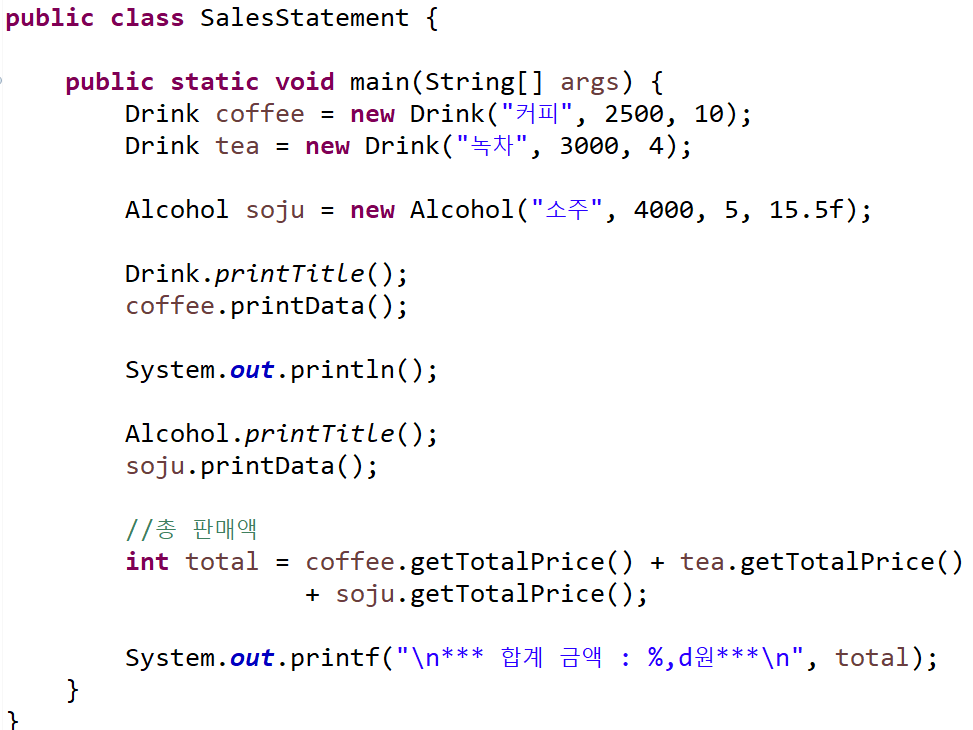 public class SalesStatement {
public static void main(String[] args) {
Drink coffee = new Drink("커피", 2500, 10);
Drink tea = new Drink("녹차", 3000, 4);
Alcohol soju = new Alcohol("소주", 4000, 5, 15.5f);
Drink.printTitle();
coffee.printData();
System.out.println();
Alcohol.printTitle();
soju.printData();
//총 판매액
int total = coffee.getTotalPrice() + tea.getTotalPrice()
+ soju.getTotalPrice();
System.out.printf("\n*** 합계 금액 : %,d원***\n", total);
}
}